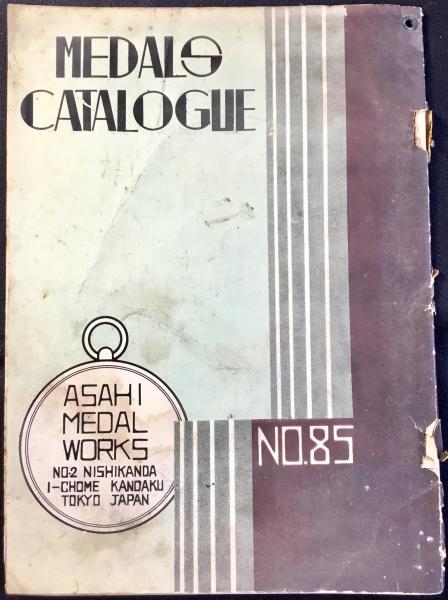 MEDALS
CATALOGUE
ASAHI
MEDAL
WORKS
NO.2 NISHIKANDA
1-CHOME KANDAKU
TOKYO JAPAN
NO.85